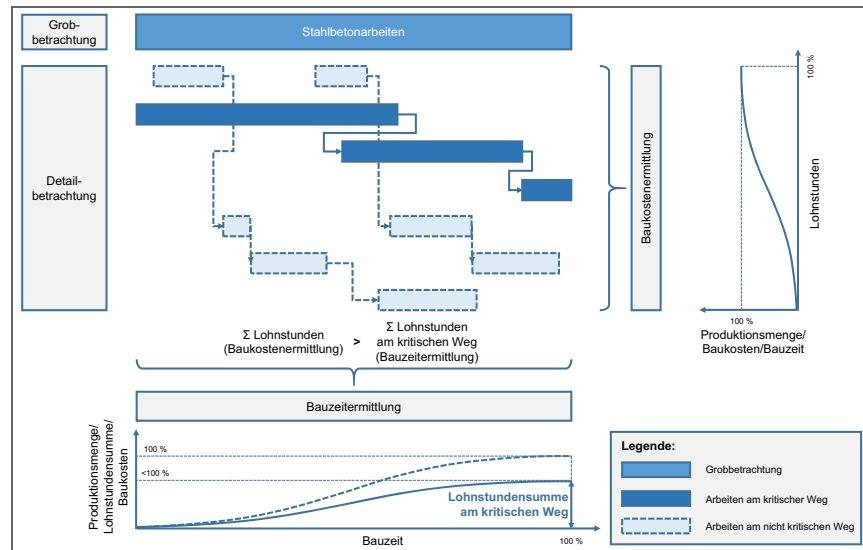 Grob-
betrachtung
Stahlbetonarbeiten
Detail-
betrachtung
Baukostenermittlung
100 %
Lohnstunden
100 %
Produktionsmenge/
Baukosten/Bauzeit
Σ Lohnstunden
(Baukostenermittlung)
>
Σ Lohnstunden
am kritischen Weg
(Bauzeitermittlung)
Bauzeitermittlung
Produktionsmenge/
Lohnstundensumme/
Baukosten
100 %
<100 %
Lohnstundensumme
am kritischen Weg
Bauzeit
100 %
Legende:
Grobbetrachtung
Arbeiten am kritischer Weg
Arbeiten am nicht kritischen Weg